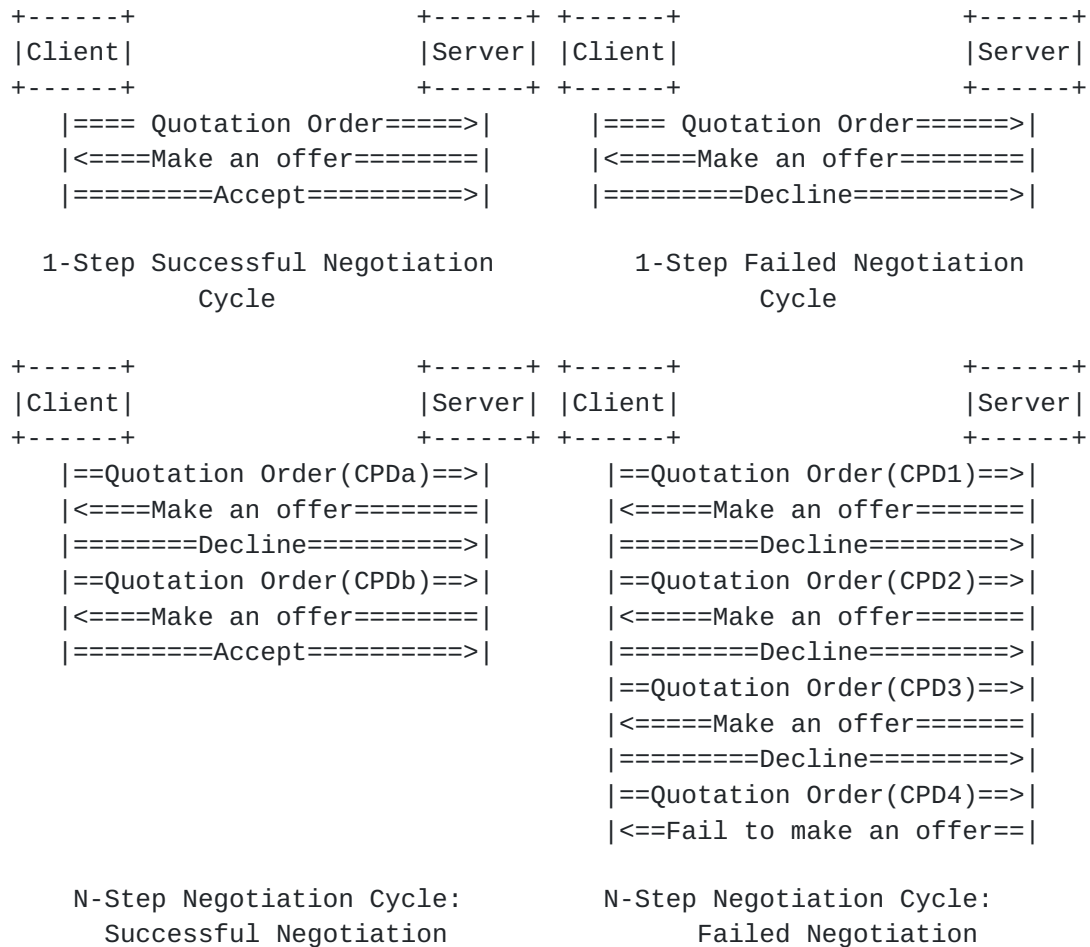 +------+                  +------+ +------+                  +------+
|Client|                  |Server| |Client|                  |Server|
+------+                  +------+ +------+                  +------+
   |==== Quotation Order=====>|      |==== Quotation Order======>|
   |<====Make an offer========|      |<=====Make an offer========|
   |=========Accept==========>|      |=========Decline==========>|

  1-Step Successful Negotiation         1-Step Failed Negotiation
            Cycle                               Cycle

+------+                  +------+ +------+                  +------+
|Client|                  |Server| |Client|                  |Server|
+------+                  +------+ +------+                  +------+
   |==Quotation Order(CPDa)==>|       |==Quotation Order(CPD1)==>|
   |<====Make an offer========|       |<=====Make an offer=======|
   |========Decline==========>|       |=========Decline=========>|
   |==Quotation Order(CPDb)==>|       |==Quotation Order(CPD2)==>|
   |<====Make an offer========|       |<=====Make an offer=======|
   |=========Accept==========>|       |=========Decline=========>|
                                      |==Quotation Order(CPD3)==>|
                                      |<=====Make an offer=======|
                                      |=========Decline=========>|
                                      |==Quotation Order(CPD4)==>|
                                      |<==Fail to make an offer==|

    N-Step Negotiation Cycle:         N-Step Negotiation Cycle:
      Successful Negotiation                Failed Negotiation